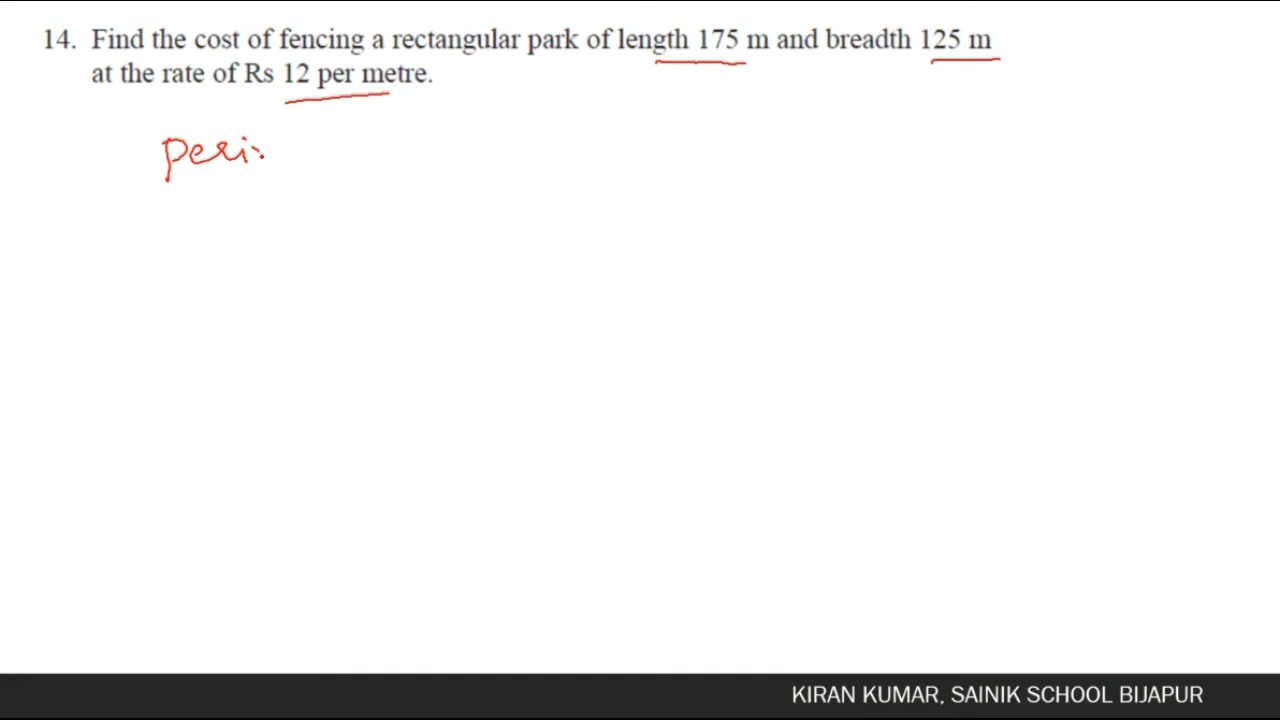 14. Find the cost of fencing a rectangular park of length 175 m and breadth 125 m
at the rate of Rs 12 per metre.
Peri
KIRAN KUMAR, SAINIK SCHOOL BIJAPUR